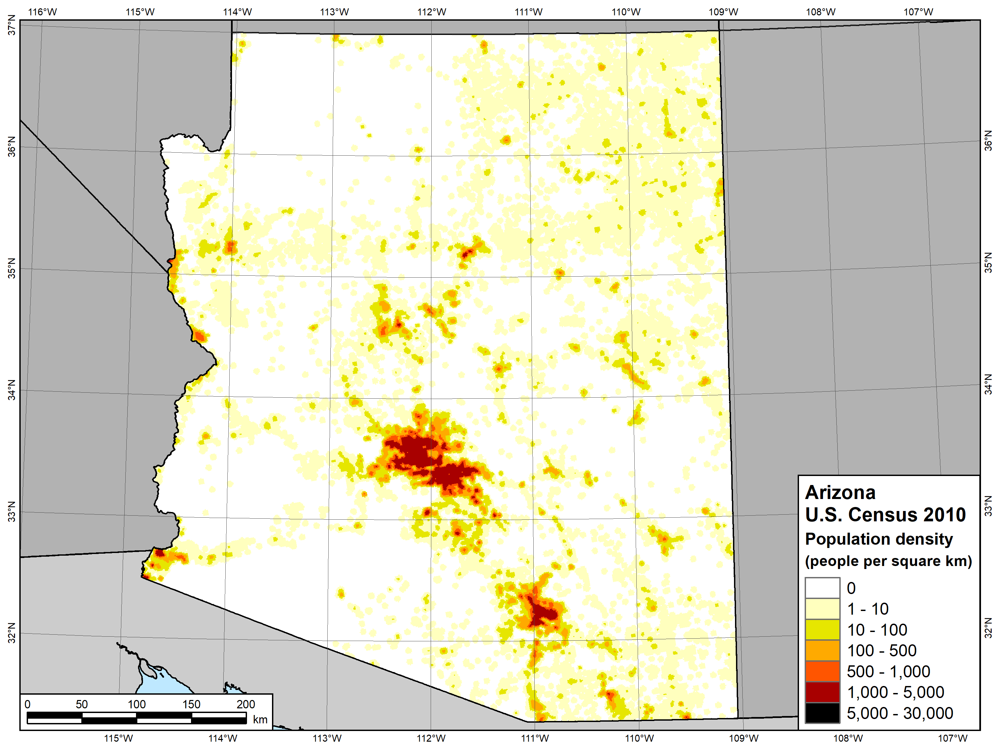 116°W 115°W 114°W 113°W 112°W 111°W 110°W 109°W 108°W 107°W
37°N
36°N 36°N
35°N 35°N
34°N 34°N
33°N 33°N
32°N 32°N
Arizona
U.S. Census 2010
Population density
(people per square km)
0
1 - 10
10 - 100
100 - 500
500 - 1,000
1,000 - 5,000
5,000 - 30,000
0 50 100 150 200
km
115°W 114°W 113°W 112°W 111°W 110°W 109°W 108°W 107°W